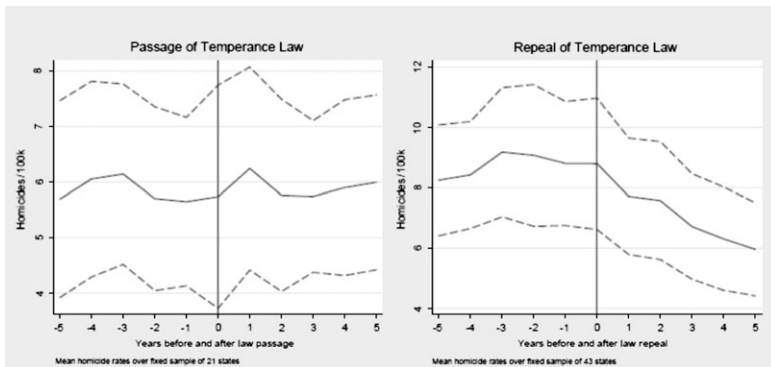 Passage of Temperance Law
Homicides/100k
8
7
6
5
4
-5 -4 -3 -2 -1 0 1 2 3 4 5
Years before and after law passage
Mean homicide rates over fixed sample of 21 states
Repeal of Temperance Law
Homicides/100k
12
10
8
6
4
-5 -4 -3 -2 -1 0 1 2 3 4 5
Years before and after law repeal
Mean homicide rates over fixed sample of 43 states